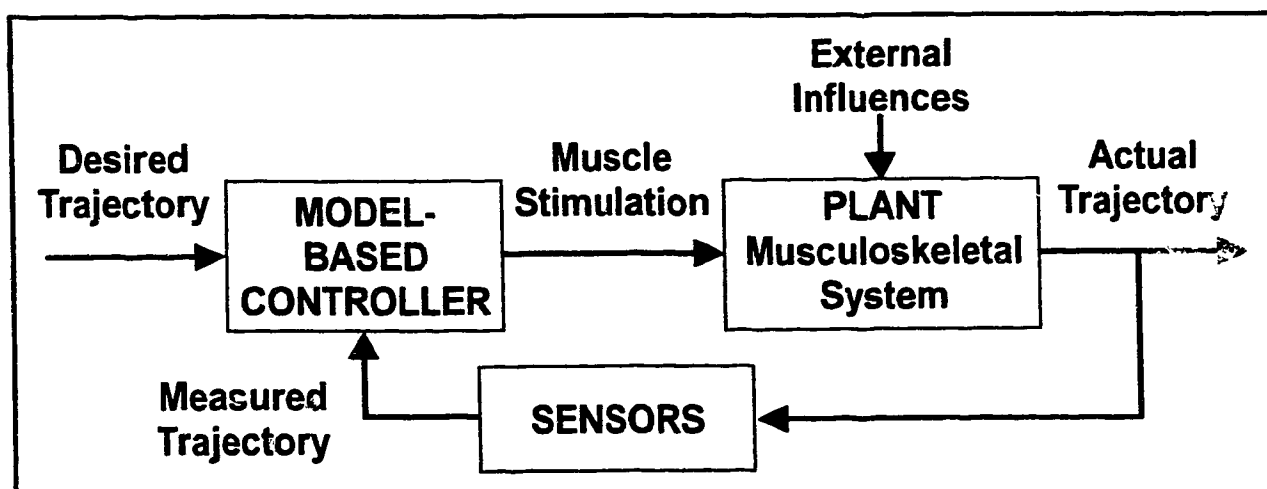 External
Influences
Desired
Trajectory
Muscle
Stimulation
Actual
Trajectory
MODEL-
BASED
CONTROLLER
PLANT
Musculoskeletal
System
Measured
Trajectory
SENSORS